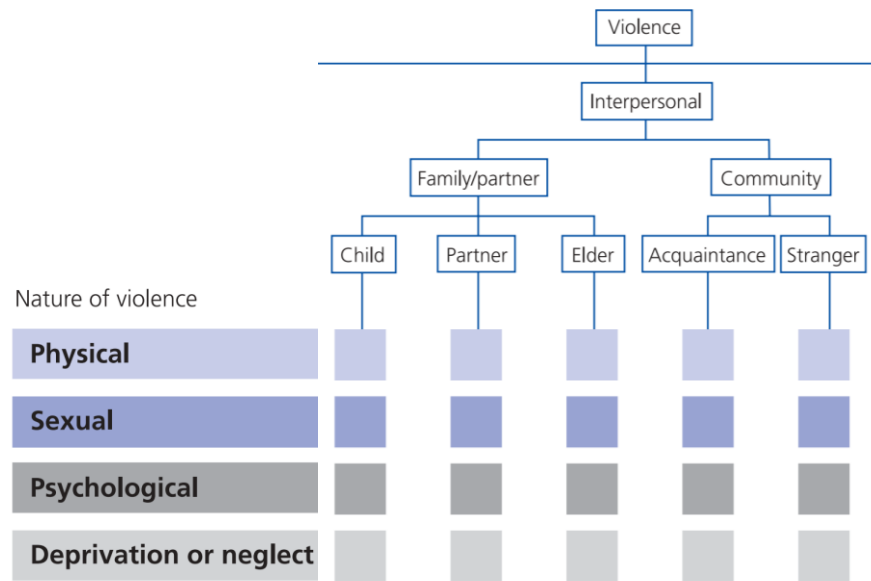 Violence
Interpersonal
Family/partner
Community
Child
Partner
Elder
Acquaintance
Stranger
Nature of violence
Physical
Sexual
Psychological
Deprivation or neglect